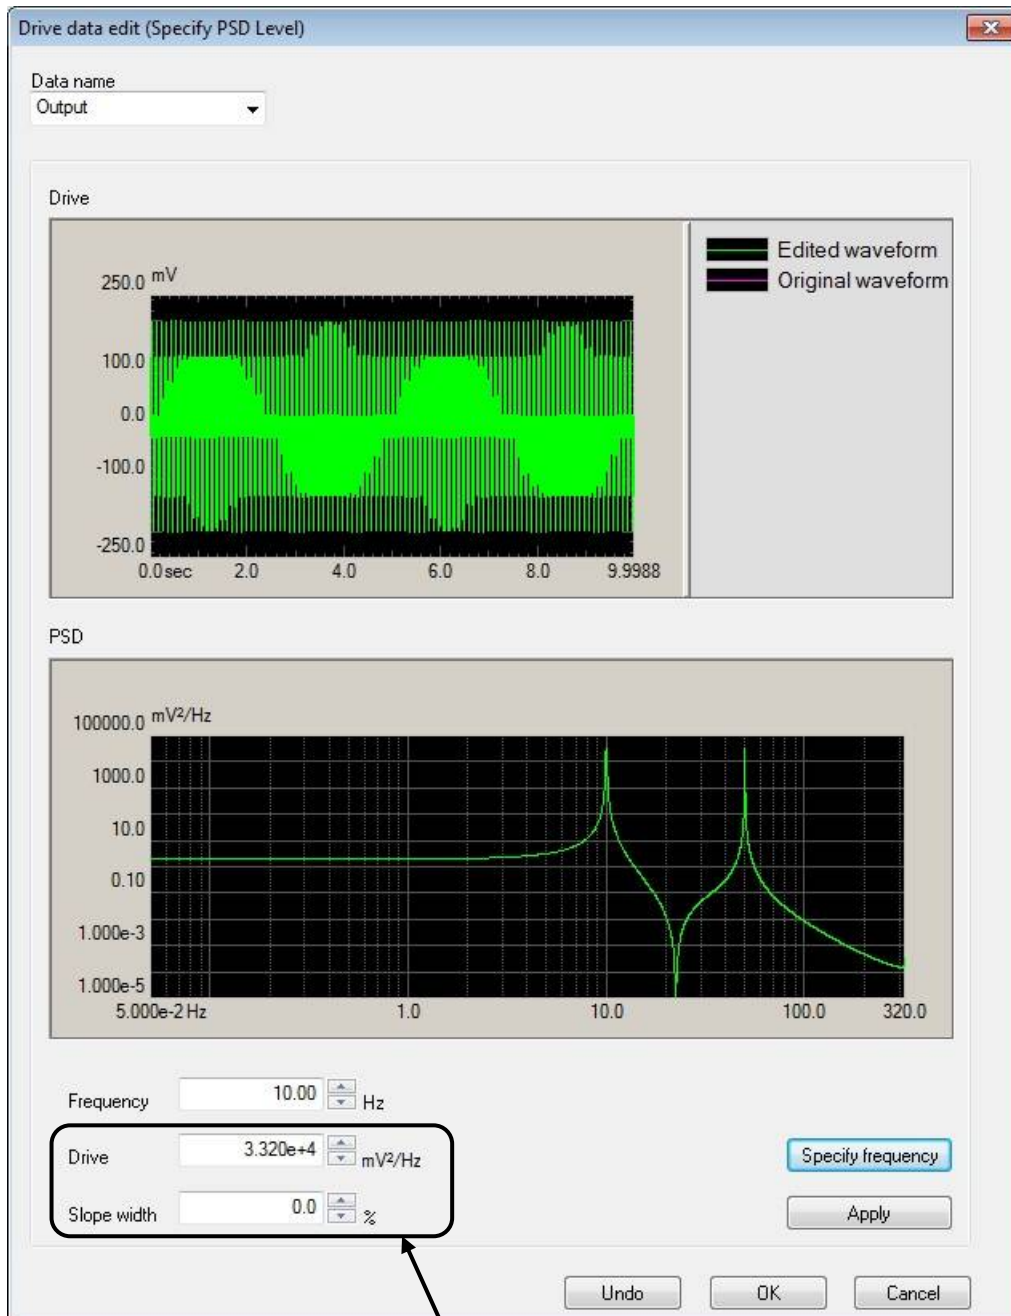 Drive data edit (Specify PSD Level)
Data name
Output
Drive
250.0 mV
100.0
0.0
-100.0
-250.0
0.0sec 2.0 4.0 6.0 8.0 9.9988
Edited waveform
Original waveform
PSD
100000.0 mV²/Hz
1000.0
10.0
0.10
1.000e-3
1.000e-5
5.000e-2 Hz 1.0 10.0 100.0 320.0
Frequency 10.00 Hz
Drive 3.320e+4 mV²/Hz Specify frequency
Slope width 0.0 % Apply
Undo OK Cancel